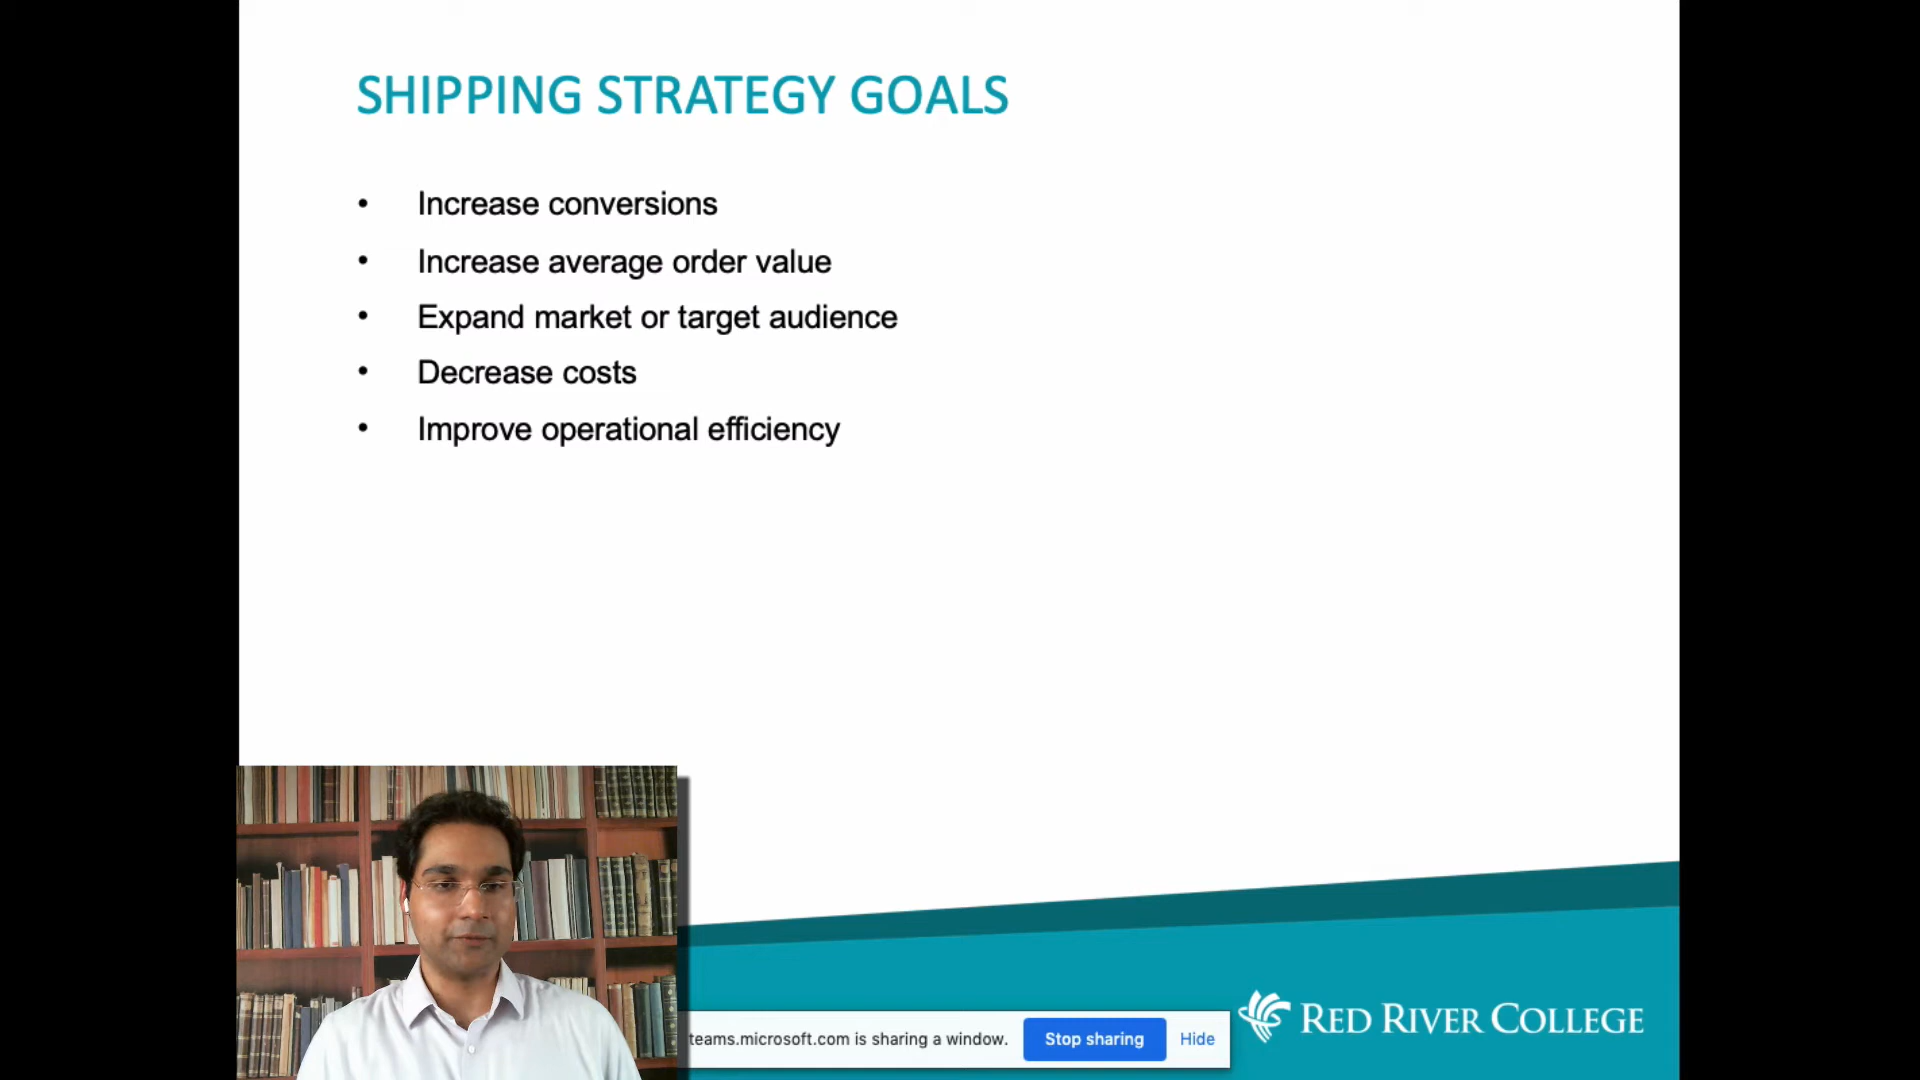 SHIPPING STRATEGY GOALS
• Increase conversions
• Increase average order value
• Expand market or target audience
• Decrease costs
• Improve operational efficiency
teams.microsoft.com is sharing a window. Stop sharing Hide
RED RIVER COLLEGE